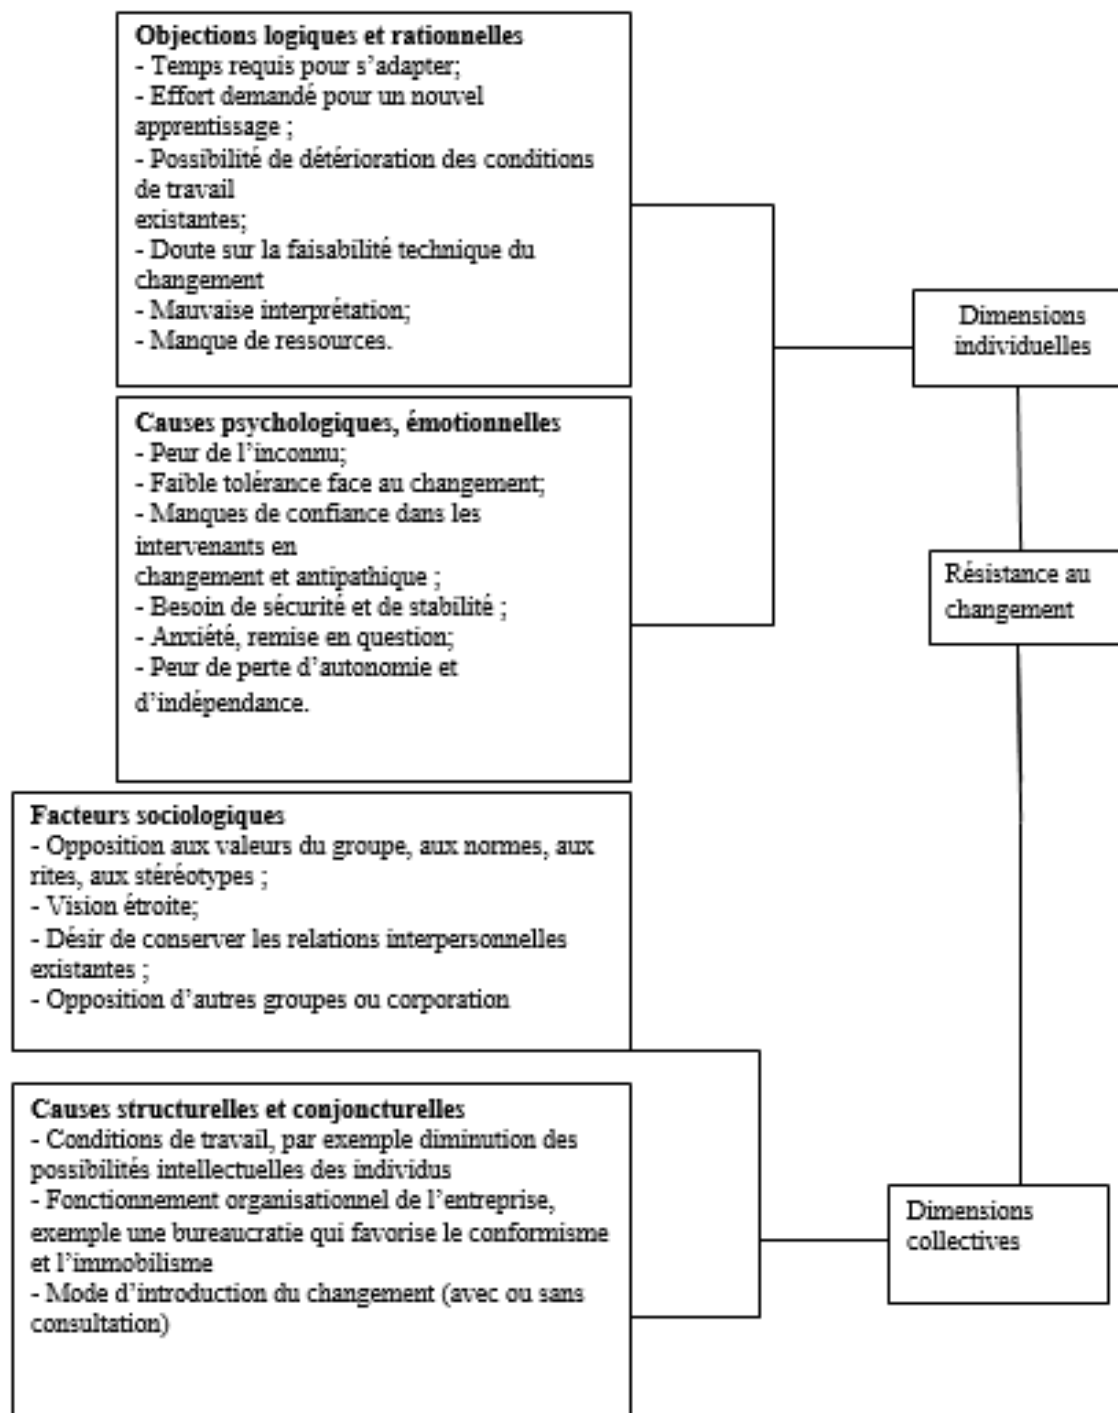 Objections logiques et rationnelles
- Temps requis pour s’adapter;
- Effort demandé pour un nouvel
apprentissage ;
- Possibilité de détérioration des conditions
de travail
existantes;
- Doute sur la faisabilité technique du
changement
- Mauvaise interprétation;
- Manque de ressources.
Dimensions
individuelles
Causes psychologiques, émotionnelles
- Peur de l’inconnu;
- Faible tolérance face au changement;
- Manques de confiance dans les
intervenants en
changement et antipathique ;
- Besoin de sécurité et de stabilité ;
- Anxiété, remise en question;
- Peur de perte d’autonomie et
d’indépendance.
Résistance au
changement
Facteurs sociologiques
- Opposition aux valeurs du groupe, aux normes, aux
rites, aux stéréotypes ;
- Vision étroite;
- Désir de conserver les relations interpersonnelles
existantes ;
- Opposition d’autres groupes ou corporation
Causes structurelles et conjoncturelles
- Conditions de travail, par exemple diminution des
possibilités intellectuelles des individus
- Fonctionnement organisationnel de l’entreprise,
exemple une bureaucratie qui favorise le conformisme
et l’immobilisme
- Mode d’introduction du changement (avec ou sans
consultation)
Dimensions
collectives